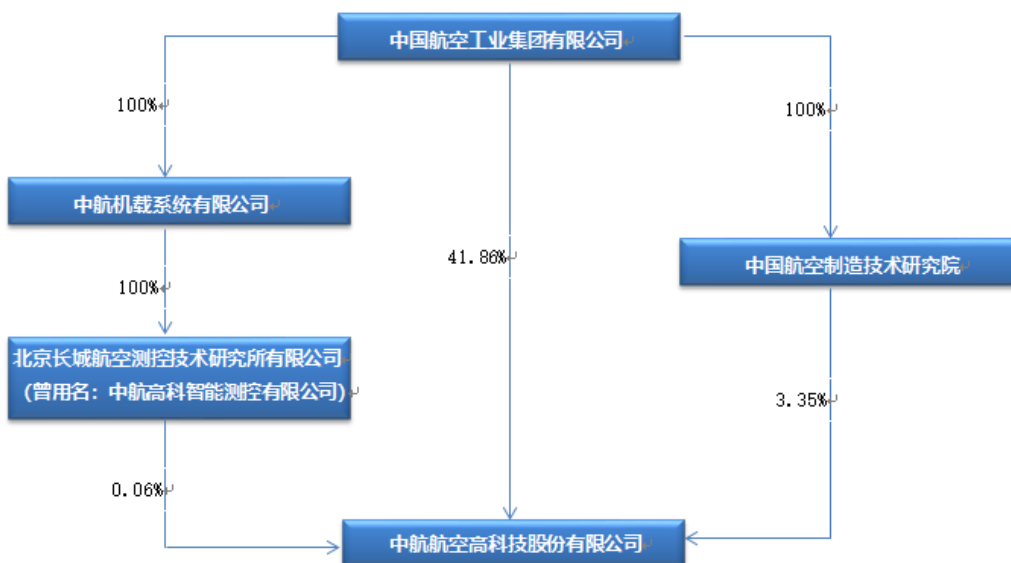 中国航空工业集团有限公司
100%
100%
中航机载系统有限公司
41.86%
中国航空制造技术研究院
100%
北京长城航空测控技术研究所有限公司
（曾用名：中航高科智能测控有限公司）
3.35%
0.06%
中航航空高科技股份有限公司